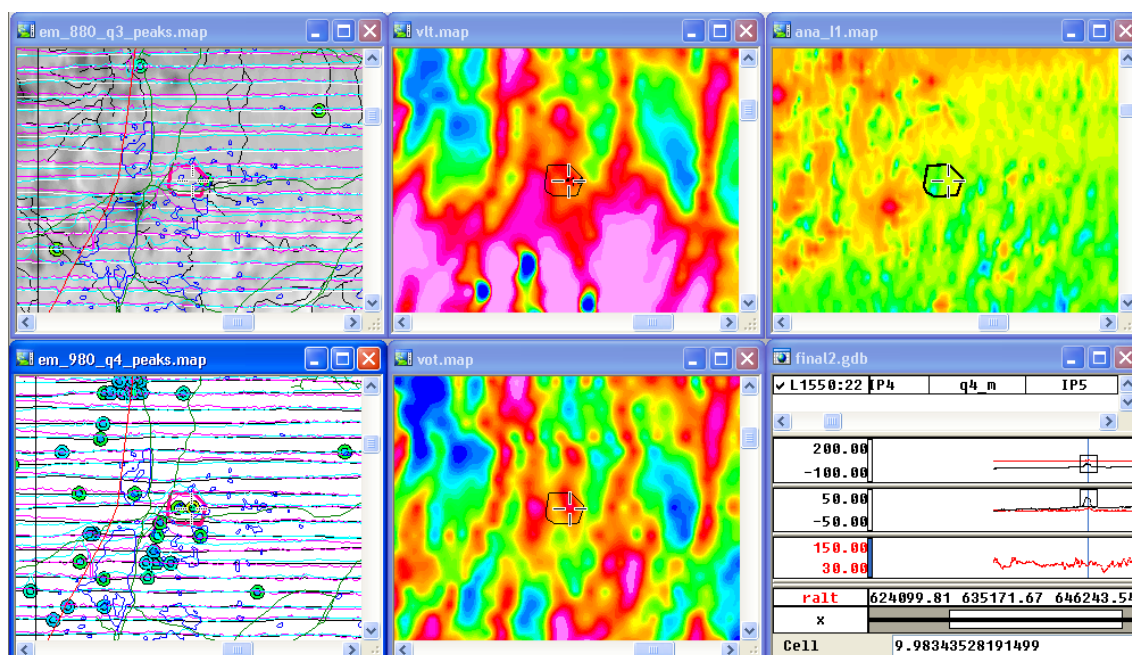 em_880_q3_peaks.map
vlt.map
ana_l1.map
em_980_q4_peaks.map
vot.map
final2.gdb
L1550:22 IP4 q4_m IP5
200.00
-100.00
50.00
-50.00
150.00
30.00
ralt 624099.81 635171.67 646243.54
x
Cell 9.98343528191499